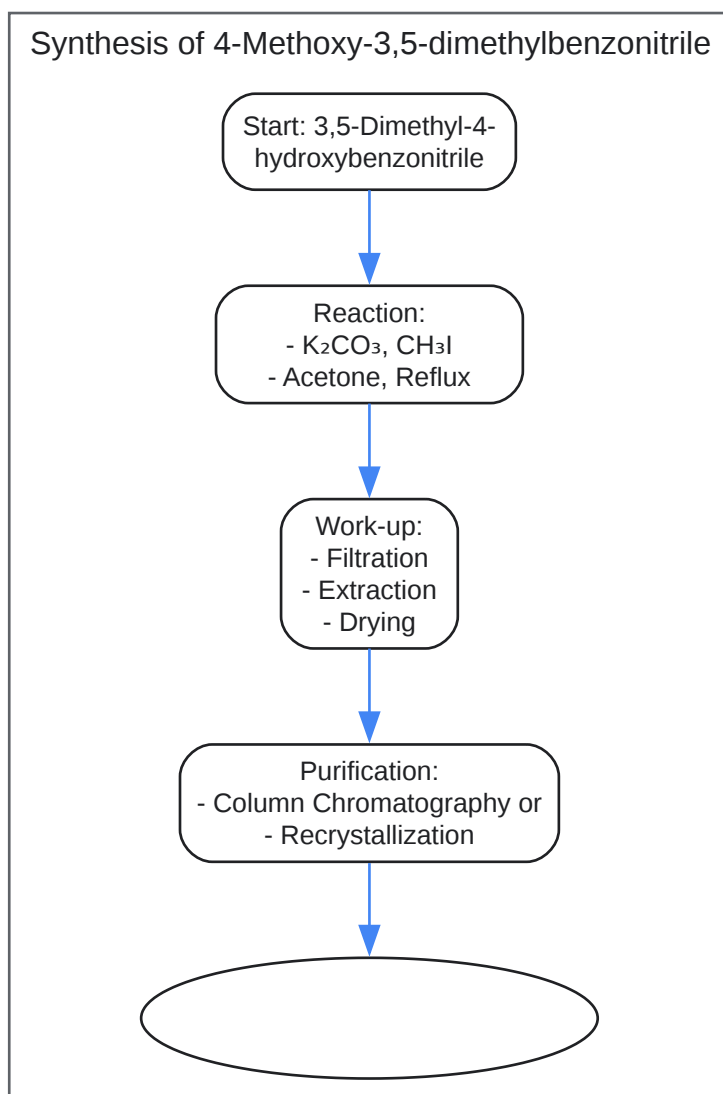 Synthesis of 4-Methoxy-3,5-dimethylbenzonitrile
Start: 3,5-Dimethyl-4-
hydroxybenzonitrile
Reaction:
- K₂CO₃, CH₃I
- Acetone, Reflux
Work-up:
- Filtration
- Extraction
- Drying
Purification:
- Column Chromatography or
- Recrystallization